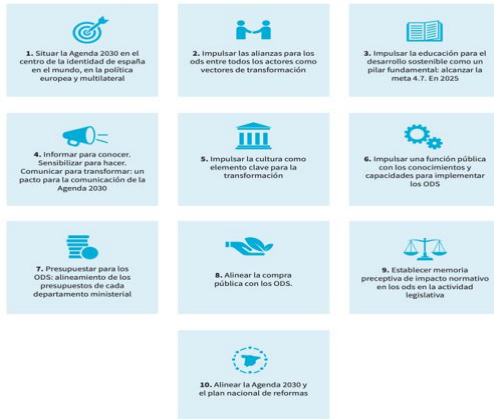 1. Situar la Agenda 2030 en el
centro de la identidad de españa
en el mundo, en la política
europea y multilateral
2. Impulsar las alianzas para los
ods entre todos los actores como
vectores de transformación
3. Impulsar la educación para el
desarrollo sostenible como un
pilar fundamental: alcanzar la
meta 4.7. En 2025
4. Informar para conocer.
Sensibilizar para hacer.
Comunicar para transformar: un
pacto para la comunicación de la
Agenda 2030
5. Impulsar la cultura como
elemento clave para la
transformación
6. Impulsar una función pública
con los conocimientos y
capacidades para implementar
los ODS
7. Presupuestar para los
ODS: alineamiento de los
presupuestos de cada
departamento ministerial
8. Alinear la compra
pública con los ODS.
9. Establecer memoria
preceptiva de impacto normativo
en los ods en la actividad
legislativa
10. Alinear la Agenda 2030 y
el plan nacional de reformas